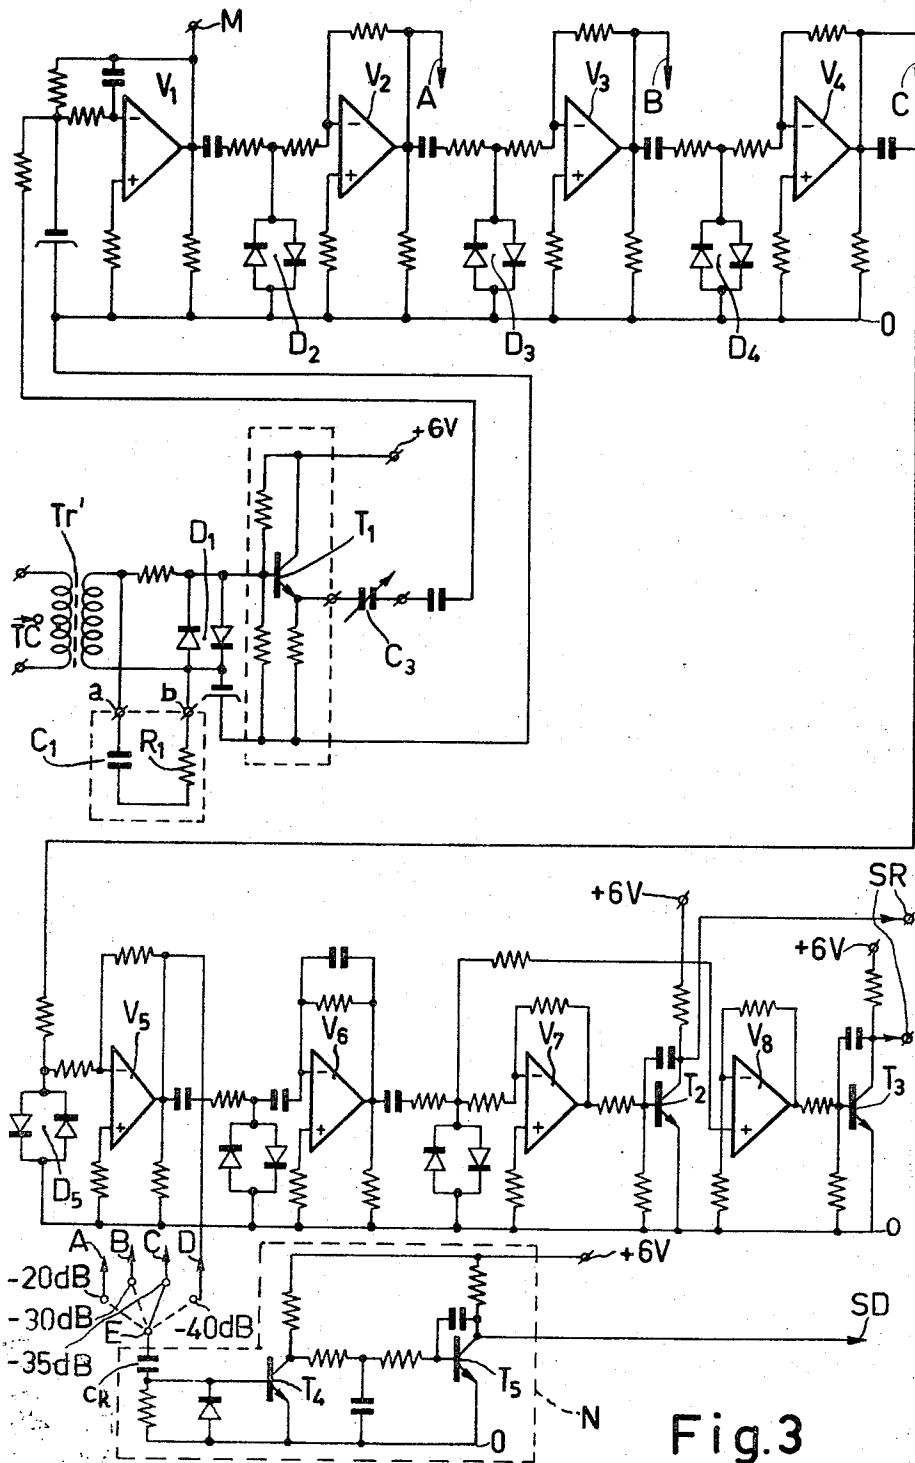 M
V1
V2
V3
V4
A
B
C
- + - + - + - +
D2
D3
D4
0
+6V
Tr'
D1
T1
TC
C3
a
b
C1
R1
SR
+6V
+6V
V5
V6
V7
V8
T2
T3
- + - + - + - +
D5
0
A B C D
+6V
-20dB
-30dB
E
-40dB
SD
-35dB
CR
T4
T5
N
0
Fig.3